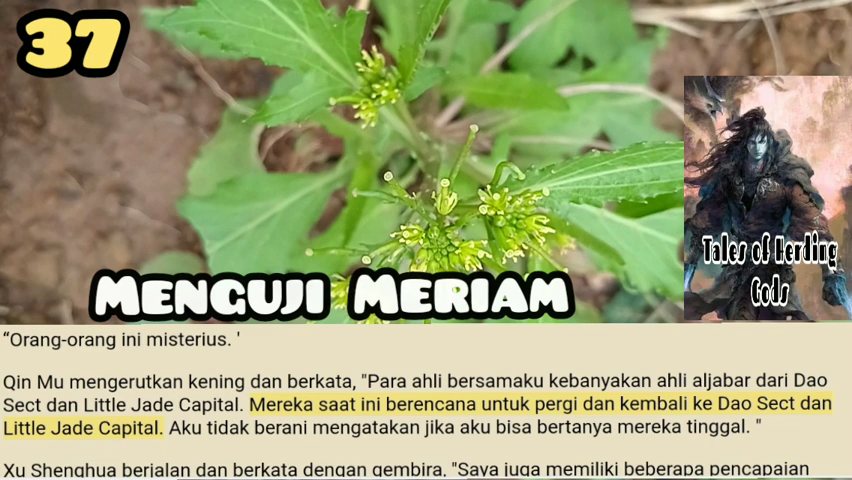 37
Tales of Herding
Gods
MENGUJI MERIAM
“Orang-orang ini misterius. '
Qin Mu mengerutkan kening dan berkata, "Para ahli bersamaku kebanyakan ahli aljabar dari Dao
Sect dan Little Jade Capital. Mereka saat ini berencana untuk pergi dan kembali ke Dao Sect dan
Little Jade Capital. Aku tidak berani mengatakan jika aku bisa bertanya mereka tinggal. "
Xu Shenghua berjalan dan berkata dengan gembira, "Saya juga memiliki beberapa pencapaian